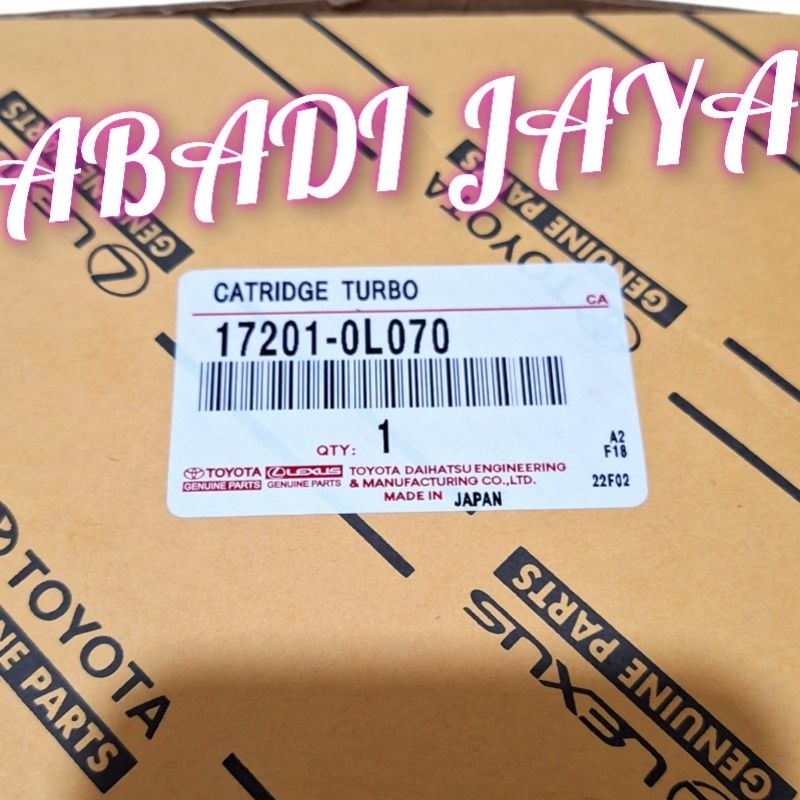 ABADI JAYA
LEXUS
GENUINE PARTS
TOYOTA
GENUINE PARTS
CATRIDGE TURBO
CA
17201-0L070
QTY: 1
A2
F18
TOYOTA LEXUS TOYOTA DAIHATSU ENGINEERING
GENUINE PARTS GENUINE PARTS & MANUFACTURING CO.,LTD.
22F02
MADE IN JAPAN
TOYOTA
NE PARTS
LEXUS
GENUINE PARTS